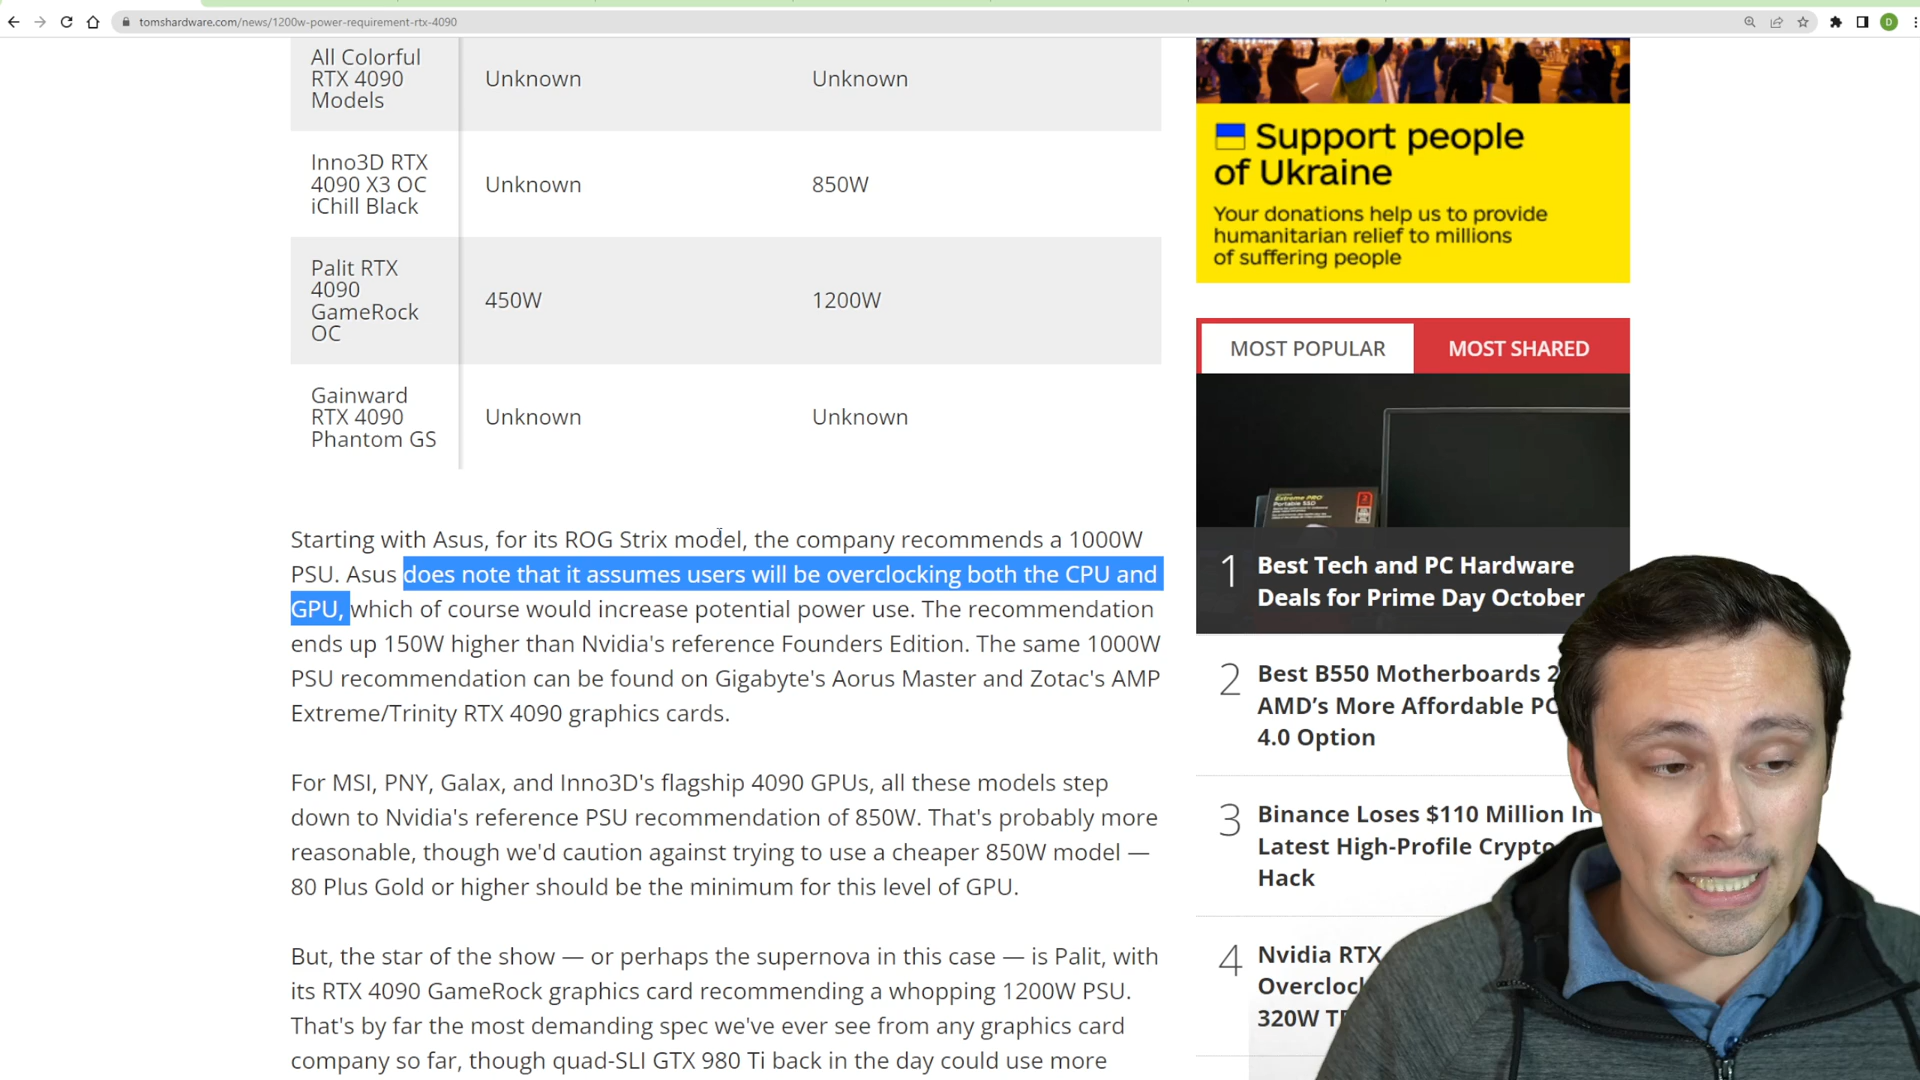 tomshardware.com/news/1200w-power-requirement-rtx-4090
D
All Colorful
RTX 4090
Models
Unknown
Unknown
Inno3D RTX
4090 X3 OC
iChill Black
Unknown
850W
Palit RTX
4090
GameRock
OC
450W
1200W
Gainward
RTX 4090
Phantom GS
Unknown
Unknown
Starting with Asus, for its ROG Strix model, the company recommends a 1000W
PSU. Asus does note that it assumes users will be overclocking both the CPU and
GPU, which of course would increase potential power use. The recommendation
ends up 150W higher than Nvidia's reference Founders Edition. The same 1000W
PSU recommendation can be found on Gigabyte's Aorus Master and Zotac's AMP
Extreme/Trinity RTX 4090 graphics cards.
For MSI, PNY, Galax, and Inno3D's flagship 4090 GPUs, all these models step
down to Nvidia's reference PSU recommendation of 850W. That's probably more
reasonable, though we'd caution against trying to use a cheaper 850W model —
80 Plus Gold or higher should be the minimum for this level of GPU.
But, the star of the show — or perhaps the supernova in this case — is Palit, with
its RTX 4090 GameRock graphics card recommending a whopping 1200W PSU.
That's by far the most demanding spec we've ever see from any graphics card
company so far, though quad-SLI GTX 980 Ti back in the day could use more
Support people
of Ukraine
Your donations help us to provide
humanitarian relief to millions
of suffering people
MOST POPULAR
MOST SHARED
Extreme PRO
Portable SSD
1
Best Tech and PC Hardware
Deals for Prime Day October
2
Best B550 Motherboards 2
AMD's More Affordable PC
4.0 Option
3
Binance Loses $110 Million In
Latest High-Profile Crypto
Hack
4
Nvidia RTX
Overcloc
320W T